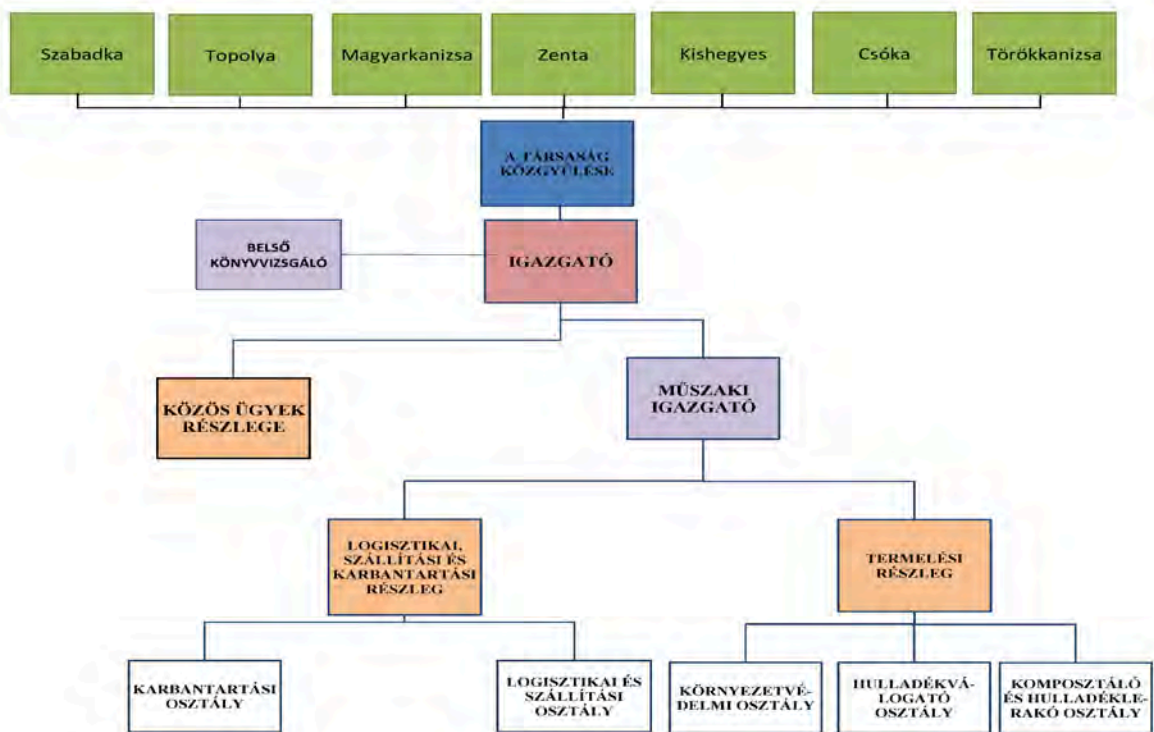 Szabadka
Topolya
Magyarkanizsa
Zenta
Kishegyes
Csóka
Törökkanizsa
A TÁRSASÁG
KÖZGYŰLÉSE
BELSŐ
KÖNYVVIZSGÁLÓ
IGAZGATÓ
KÖZÖS ÜGYEK
RÉSZLEGE
MŰSZAKI
IGAZGATÓ
LOGISZTIKAI,
SZÁLLÍTÁSI ÉS
KARBANTARTÁSI
RÉSZLEG
TERMELÉSI
RÉSZLEG
KARBANTARTÁSI
OSZTÁLY
LOGISZTIKAI ÉS
SZÁLLÍTÁSI
OSZTÁLY
KÖRNYEZETVÉ-
DELMI OSZTÁLY
HULLADÉKVÁ-
LOGATÓ
OSZTÁLY
KOMPOSZTÁLÓ
ÉS HULLADÉKLE-
RAKÓ OSZTÁLY